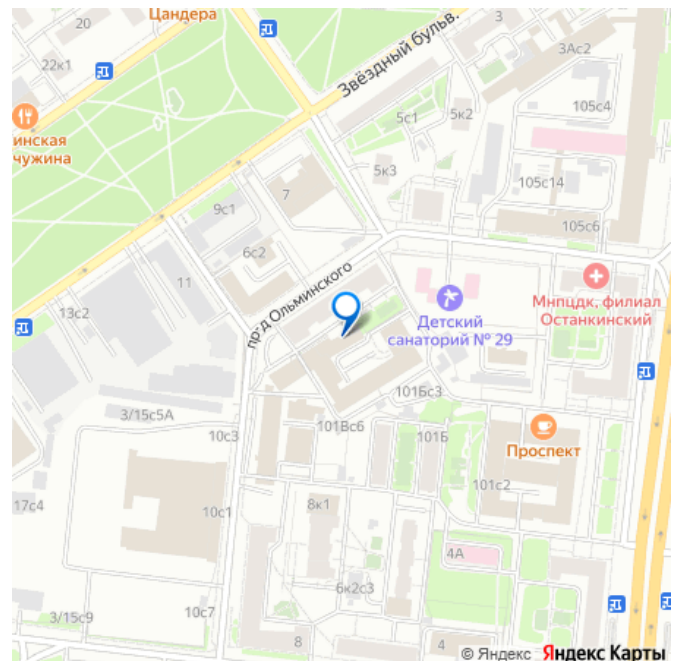 Цандера
20
22к1
Звёздный бульв.
3
3Ас2
инская
чужина
5с1
5к2
105с4
5к3
105с14
7
9с1
105с6
6с2
11
пр-д Ольминского
Мнпцдк, филиал
Останкинский
13с2
Детский
санаторий № 29
101Бс3
3/15с5А
10с3
101Вс6
101Б
Проспект
101с2
17с4
10с1
8к1
4А
6к2с3
3/15с9
10с7
8
4
© Яндекс Яндекс Карты